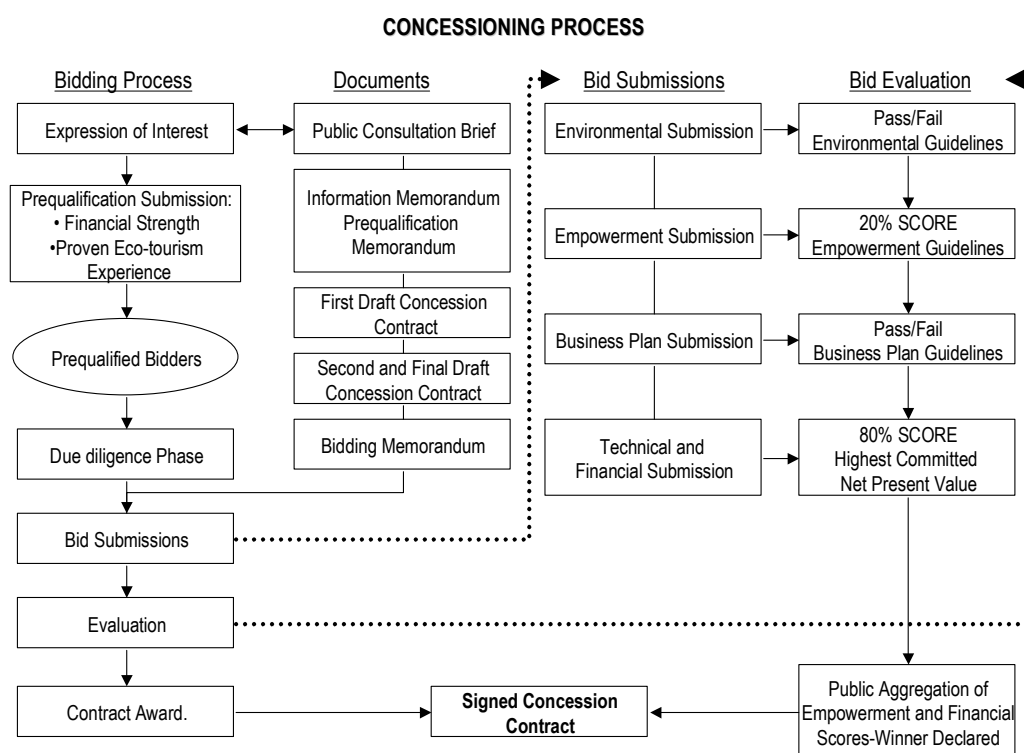 CONCESSIONING PROCESS
Bidding Process
Expression of Interest
Prequalification Submission:
• Financial Strength
•Proven Eco-tourism
Experience
Prequalified Bidders
Due diligence Phase
Bid Submissions
Evaluation
Contract Award.
Documents
Public Consultation Brief
Information Memorandum
Prequalification
Memorandum
First Draft Concession
Contract
Second and Final Draft
Concession Contract
Bidding Memorandum
Signed Concession
Contract
Bid Submissions
Environmental Submission
Empowerment Submission
Business Plan Submission
Technical and
Financial Submission
Bid Evaluation
Pass/Fail
Environmental Guidelines
20% SCORE
Empowerment Guidelines
Pass/Fail
Business Plan Guidelines
80% SCORE
Highest Committed
Net Present Value
Public Aggregation of
Empowerment and Financial
Scores-Winner Declared